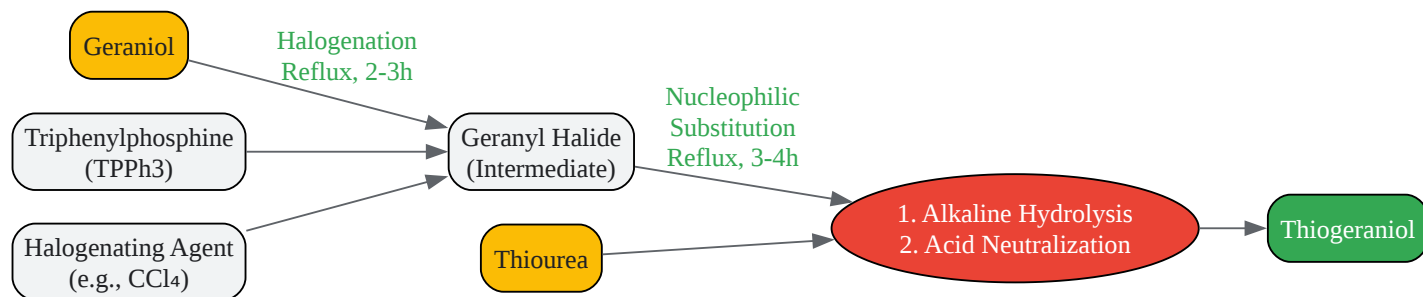 Geraniol
Halogenation
Reflux, 2-3h
Triphenylphosphine
(TPPh3)
Halogenating Agent
(e.g., CCl₄)
Geranyl Halide
(Intermediate)
Nucleophilic
Substitution
Reflux, 3-4h
Thiourea
1. Alkaline Hydrolysis
2. Acid Neutralization
Thiogeraniol